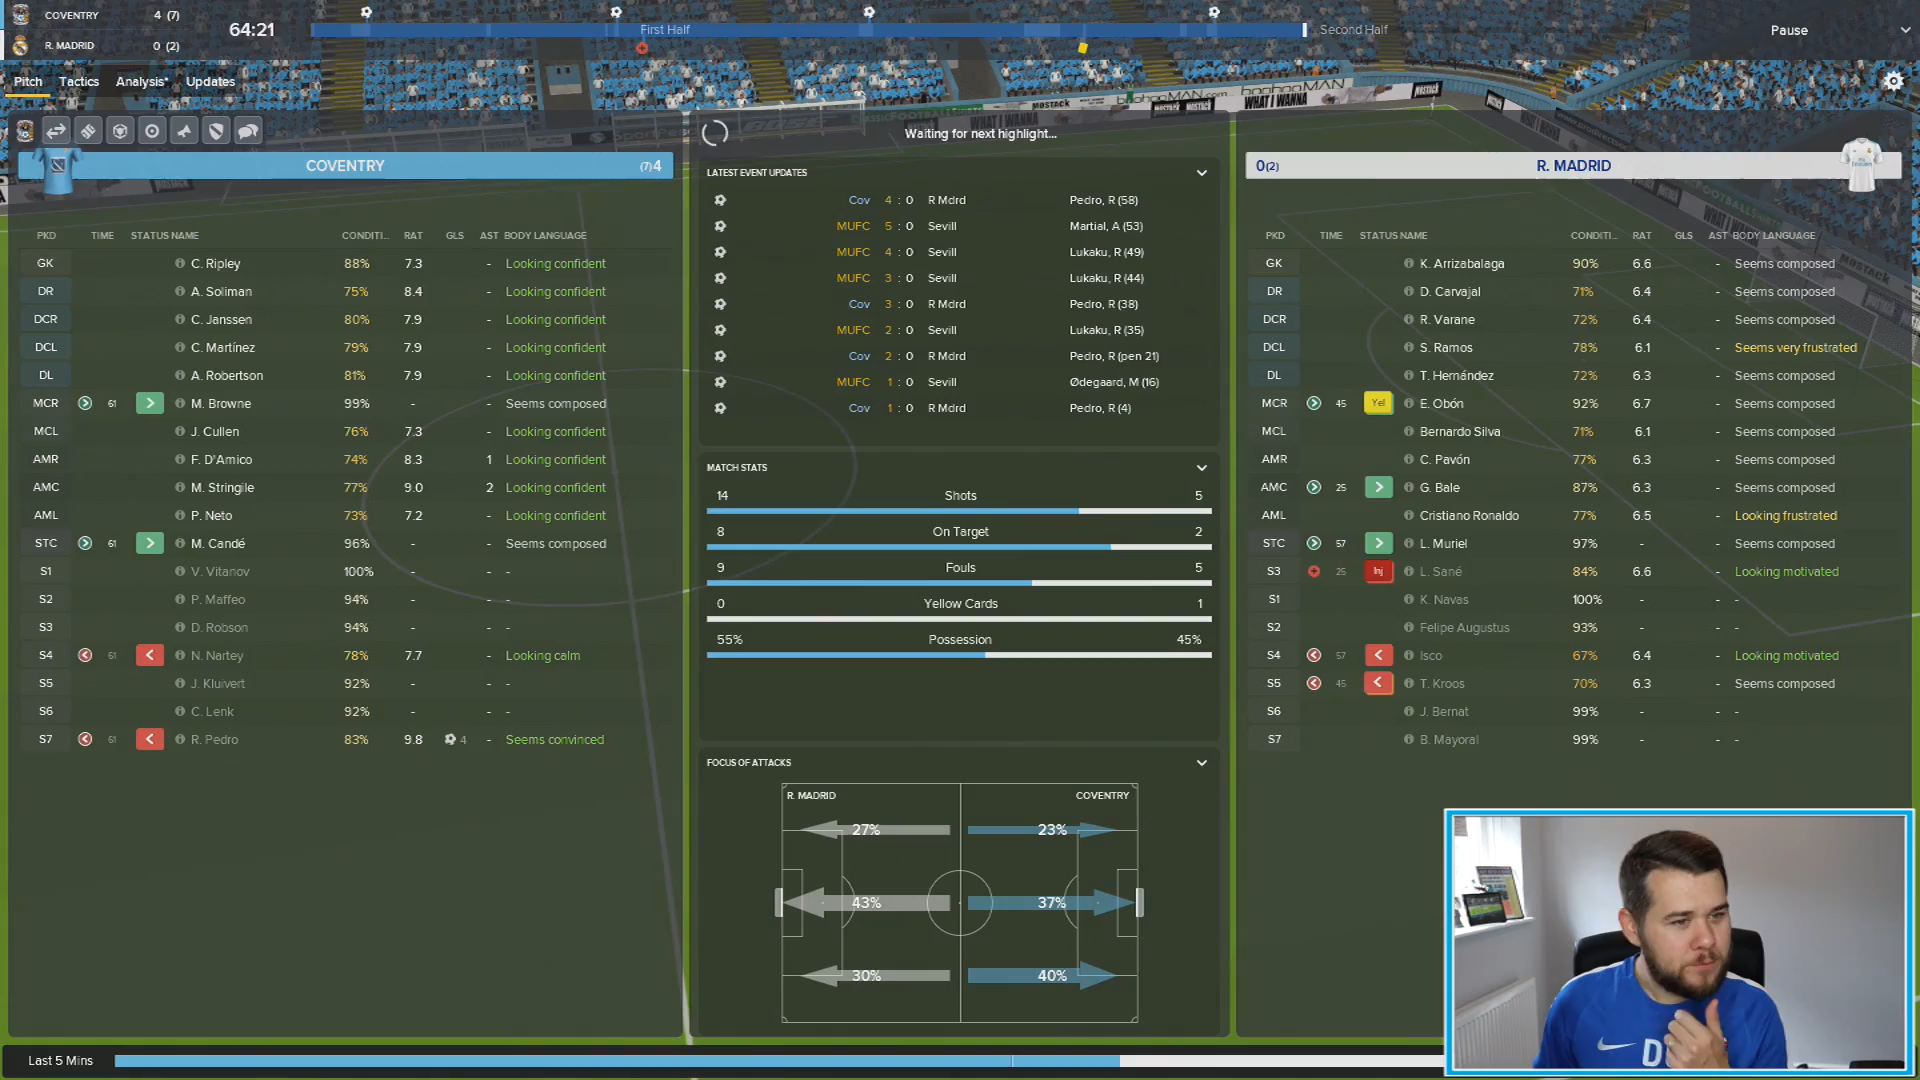 COVENTRY 4 (7)
R. MADRID 0 (2)
64:21
First Half
Second Half
Pause
Pitch Tactics Analysis* Updates
MOSTACK boohooMAN.com MOSTACK WHAT I WANNA
COVENTRY (7)4
PKD TIME STATUS NAME CONDITI... RAT GLS AST BODY LANGUAGE
GK C. Ripley 88% 7.3 - Looking confident
DR A. Soliman 75% 8.4 - Looking confident
DCR C. Janssen 80% 7.9 - Looking confident
DCL C. Martínez 79% 7.9 - Looking confident
DL A. Robertson 81% 7.9 - Looking confident
MCR 61 M. Browne 99% - - Seems composed
MCL J. Cullen 76% 7.3 - Looking confident
AMR F. D'Amico 74% 8.3 1 Looking confident
AMC M. Stringile 77% 9.0 2 Looking confident
AML P. Neto 73% 7.2 - Looking confident
STC 61 M. Candé 96% - - Seems composed
S1 V. Vitanov 100% - - -
S2 P. Maffeo 94% - - -
S3 D. Robson 94% - - -
S4 61 N. Nartey 78% 7.7 - Looking calm
S5 J. Kluivert 92% - - -
S6 C. Lenk 92% - - -
S7 61 R. Pedro 83% 9.8 4 - Seems convinced
Waiting for next highlight...
LATEST EVENT UPDATES
Cov 4 : 0 R Mdrd Pedro, R (58)
MUFC 5 : 0 Sevill Martial, A (53)
MUFC 4 : 0 Sevill Lukaku, R (49)
MUFC 3 : 0 Sevill Lukaku, R (44)
Cov 3 : 0 R Mdrd Pedro, R (38)
MUFC 2 : 0 Sevill Lukaku, R (35)
Cov 2 : 0 R Mdrd Pedro, R (pen 21)
MUFC 1 : 0 Sevill Ødegaard, M (16)
Cov 1 : 0 R Mdrd Pedro, R (4)
MATCH STATS
14 Shots 5
8 On Target 2
9 Fouls 5
0 Yellow Cards 1
55% Possession 45%
FOCUS OF ATTACKS
R. MADRID COVENTRY
27% 23%
43% 37%
30% 40%
0(2) R. MADRID
PKD TIME STATUS NAME CONDITI... RAT GLS AST BODY LANGUAGE
GK K. Arrizabalaga 90% 6.6 - Seems composed
DR D. Carvajal 71% 6.4 - Seems composed
DCR R. Varane 72% 6.4 - Seems composed
DCL S. Ramos 78% 6.1 - Seems very frustrated
DL T. Hernández 72% 6.3 - Seems composed
MCR 45 Yel E. Obón 92% 6.7 - Seems composed
MCL Bernardo Silva 71% 6.1 - Seems composed
AMR C. Pavón 77% 6.3 - Seems composed
AMC 25 G. Bale 87% 6.3 - Seems composed
AML Cristiano Ronaldo 77% 6.5 - Looking frustrated
STC 57 L. Muriel 97% - - Seems composed
S3 25 Inj L. Sané 84% 6.6 - Looking motivated
S1 K. Navas 100% - - -
S2 Felipe Augustus 93% - - -
S4 57 Isco 67% 6.4 - Looking motivated
S5 45 T. Kroos 70% 6.3 - Seems composed
S6 J. Bernat 99% - - -
S7 B. Mayoral 99% - - -
Last 5 Mins